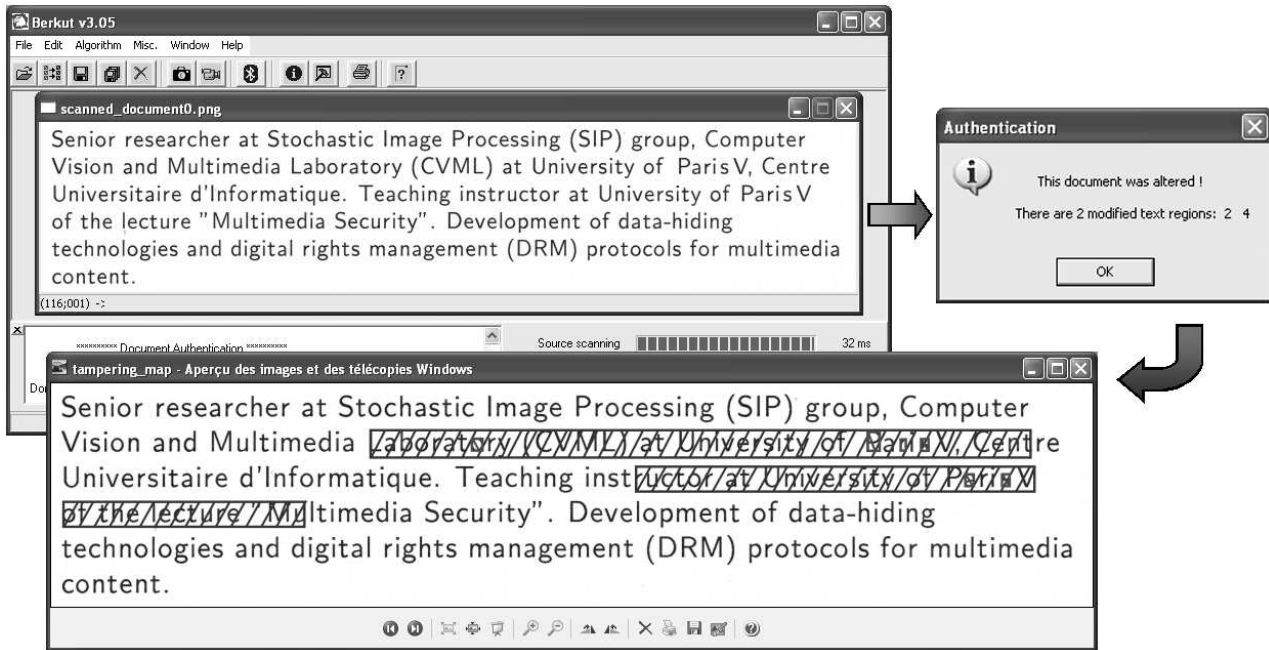 Berkut v3.05
File Edit Algorithm Misc. Window Help
scanned_document0.png
Senior researcher at Stochastic Image Processing (SIP) group, Computer
Vision and Multimedia Laboratory (CVML) at University of Paris V, Centre
Universitaire d'Informatique. Teaching instructor at University of Paris V
of the lecture "Multimedia Security". Development of data-hiding
technologies and digital rights management (DRM) protocols for multimedia
content.
(116;001) ->
Authentication
This document was altered !
There are 2 modified text regions: 2 4
OK
********** Document Authentication **********
Source scanning 32 ms
tampering_map - Aperçu des images et des télécopies Windows
Senior researcher at Stochastic Image Processing (SIP) group, Computer
Vision and Multimedia Laboratory (CVML) at University of Paris V, Centre
Universitaire d'Informatique. Teaching instructor at University of Paris V
of the lecture "Multimedia Security". Development of data-hiding
technologies and digital rights management (DRM) protocols for multimedia
content.